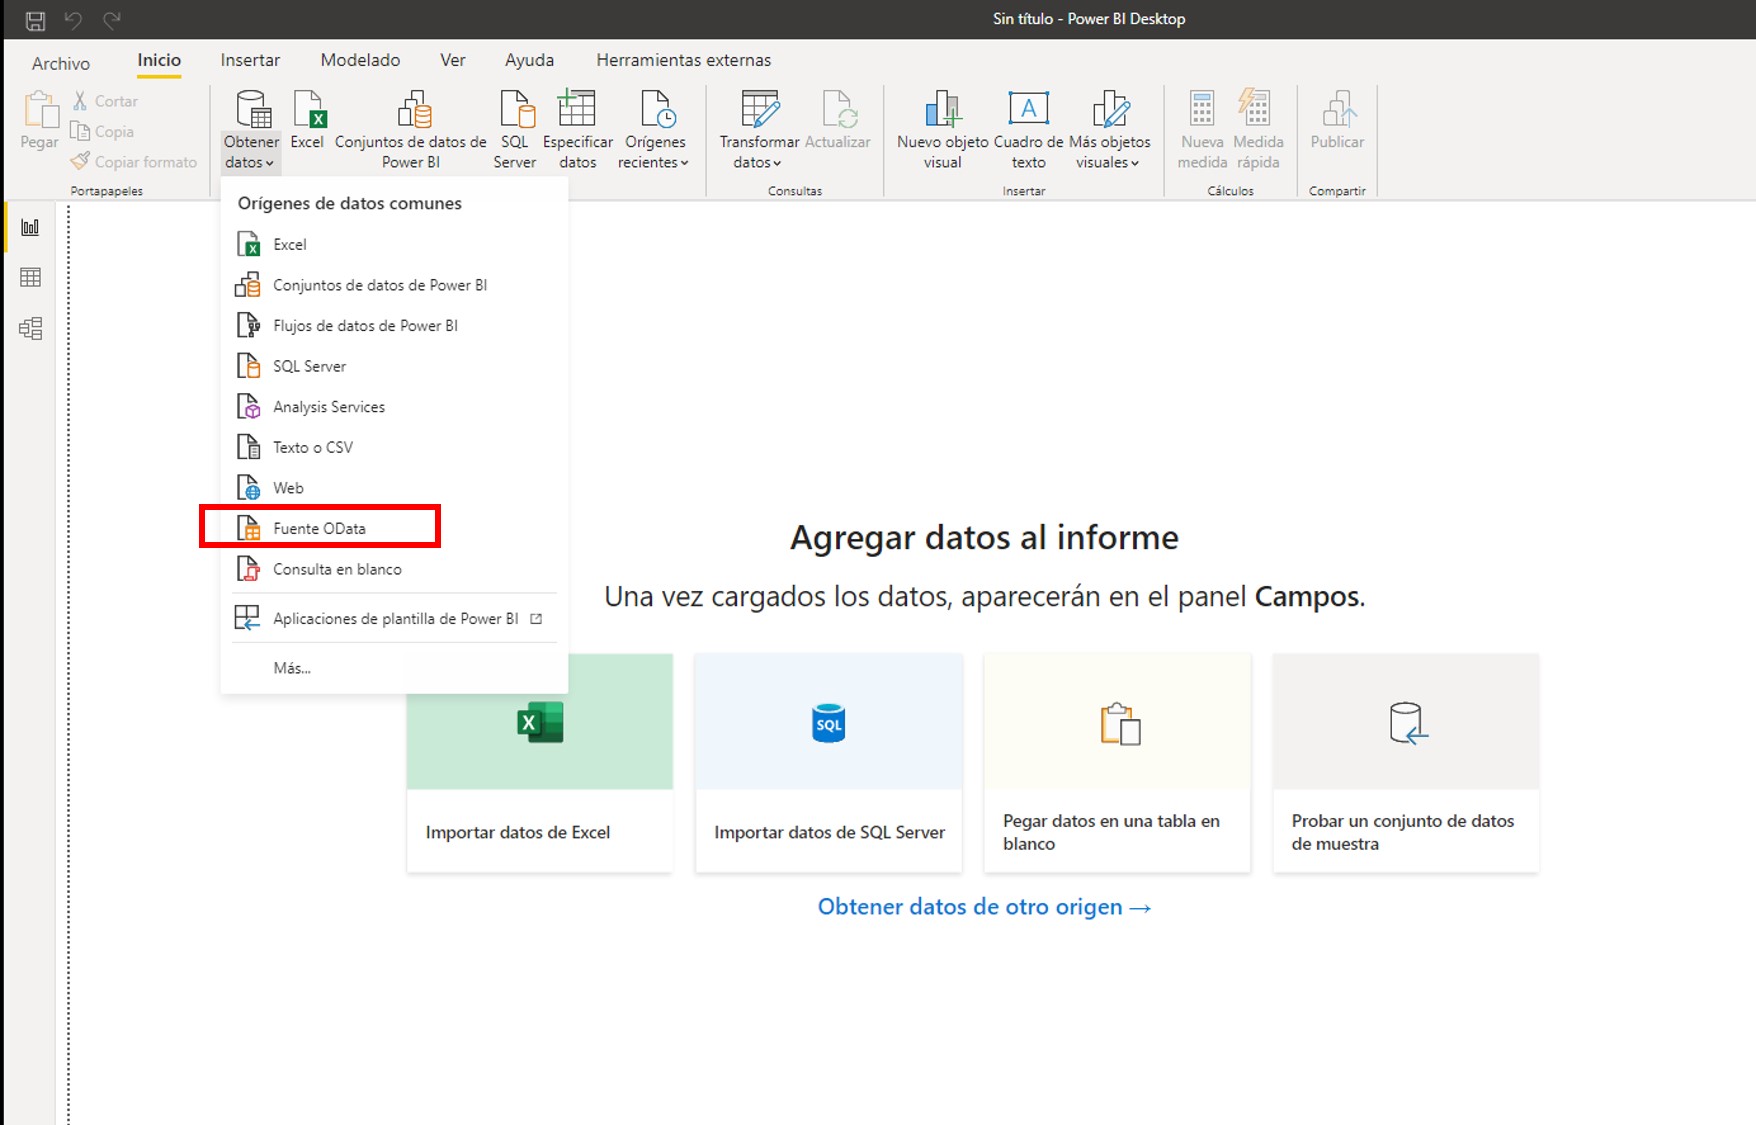 Sin título - Power BI Desktop
Archivo Inicio Insertar Modelado Ver Ayuda Herramientas externas
Pegar
Cortar
Copia
Copiar formato
Portapapeles
Obtener
datos
Excel
Conjuntos de datos de
Power BI
SQL
Server
Especificar
datos
Orígenes
recientes
Transformar
datos
Actualizar
Consultas
Nuevo objeto
visual
A
Cuadro de
texto
Más objetos
visuales
Insertar
Nueva
medida
Medida
rápida
Cálculos
Publicar
Compartir
Orígenes de datos comunes
Excel
Conjuntos de datos de Power BI
Flujos de datos de Power BI
SQL Server
Analysis Services
Texto o CSV
Web
Fuente OData
Consulta en blanco
Aplicaciones de plantilla de Power BI
Más...
Agregar datos al informe
Una vez cargados los datos, aparecerán en el panel Campos.
X
Importar datos de Excel
SQL
Importar datos de SQL Server
Pegar datos en una tabla en
blanco
Probar un conjunto de datos
de muestra
Obtener datos de otro origen →